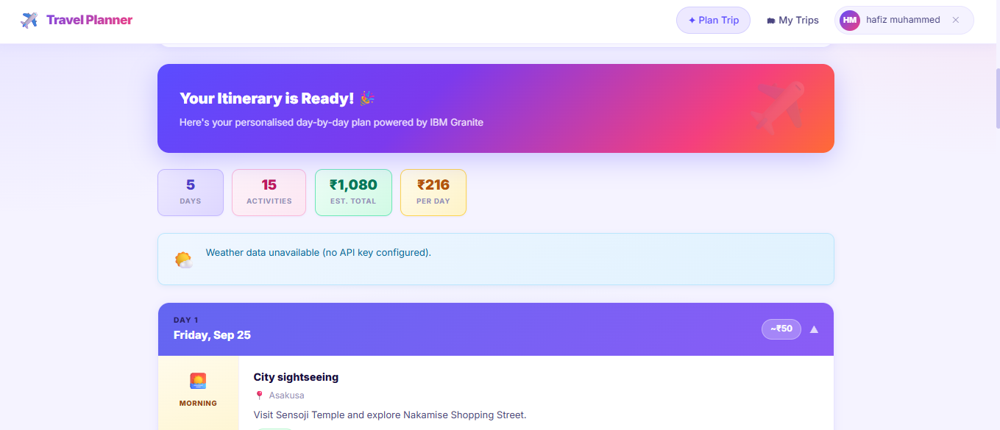 Travel Planner
✦ Plan Trip
My Trips
HM
hafiz muhammed
×
Your Itinerary is Ready!
Here's your personalised day-by-day plan powered by IBM Granite
5
DAYS
15
ACTIVITIES
₹1,080
EST. TOTAL
₹216
PER DAY
Weather data unavailable (no API key configured).
DAY 1
Friday, Sep 25
~₹50
▲
City sightseeing
Asakusa
MORNING
Visit Sensoji Temple and explore Nakamise Shopping Street.